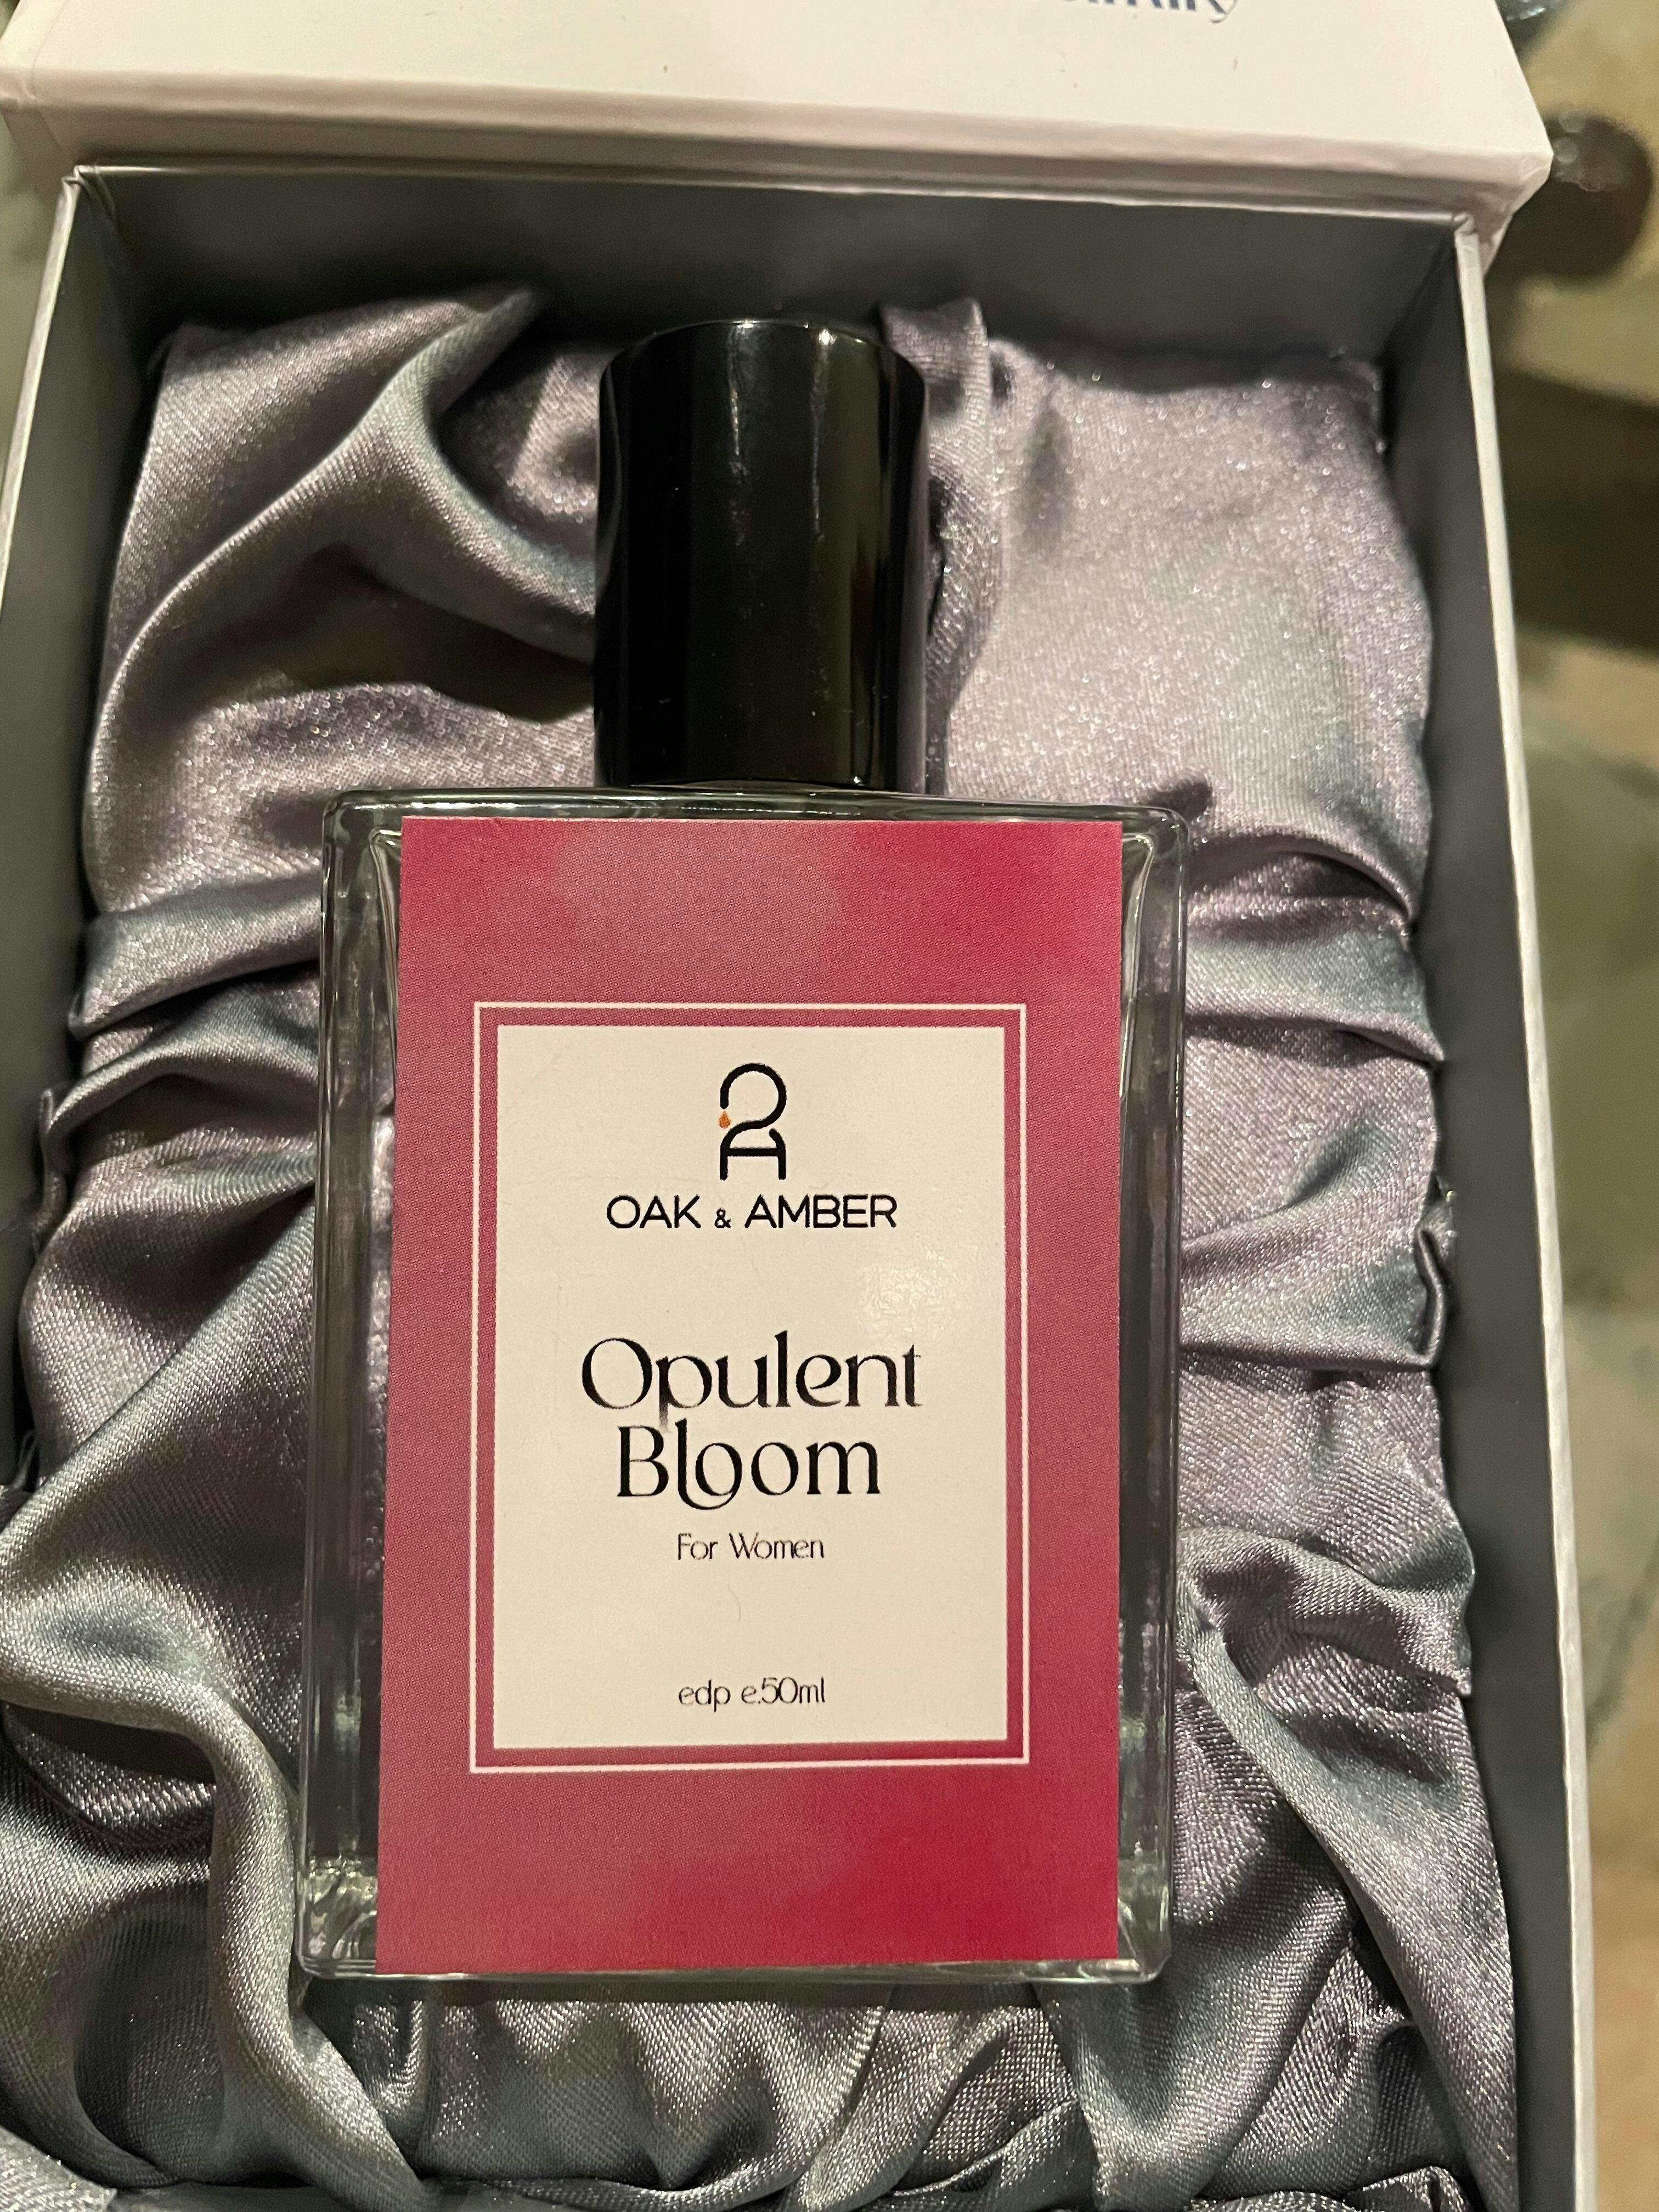 OAK & AMBER
Opulent
Bloom
For Women
edp e.50ml